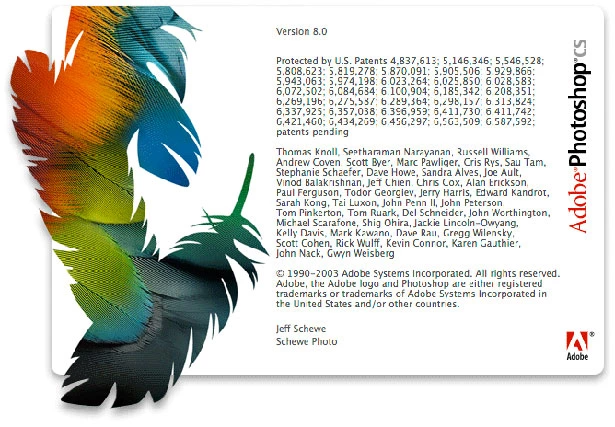 Version 8.0
Protected by U.S. Patents 4,837,613; 5,146,346; 5,546,528;
5,808,623; 5,819,278; 5,870,091; 5,905,506; 5,929,866;
5,943,063; 5,974,198; 6,023,264; 6,025,850; 6,028,583;
6,072,502; 6,084,634; 6,100,904; 6,185,342; 6,208,351;
6,269,196; 6,275,587; 6,289,364; 6,298,157; 6,313,824;
6,337,925; 6,357,038; 6,396,959; 6,411,730; 6,411,742;
6,421,460; 6,434,269; 6,456,297; 6,563,509; 6,587,592;
patents pending
Thomas Knoll, Seetharaman Narayanan, Russell Williams,
Andrew Coven, Scott Byer, Marc Pawliger, Cris Rys, Sau Tam,
Stephanie Schaefer, Dave Howe, Sandra Alves, Joe Ault,
Vinod Balakrishnan, Jeff Chien, Chris Cox, Alan Erickson,
Paul Ferguson, Todor Georgiev, Jerry Harris, Edward Kandrot,
Sarah Kong, Tai Luxon, John Penn II, John Peterson
Tom Pinkerton, Tom Ruark, Del Schneider, John Worthington,
Michael Scarafone, Shig Ohira, Jackie Lincoln-Owyang,
Kelly Davis, Mark Kawano, Dave Rau, Gregg Wilensky,
Scott Cohen, Rick Wulff, Kevin Connor, Karen Gauthier,
John Nack, Gwyn Weisberg
© 1990-2003 Adobe Systems Incorporated. All rights reserved.
Adobe, the Adobe logo and Photoshop are either registered
trademarks or trademarks of Adobe Systems Incorporated in
the United States and/or other countries.
Jeff Schewe
Schewe Photo
Adobe® Photoshop® CS
Adobe®